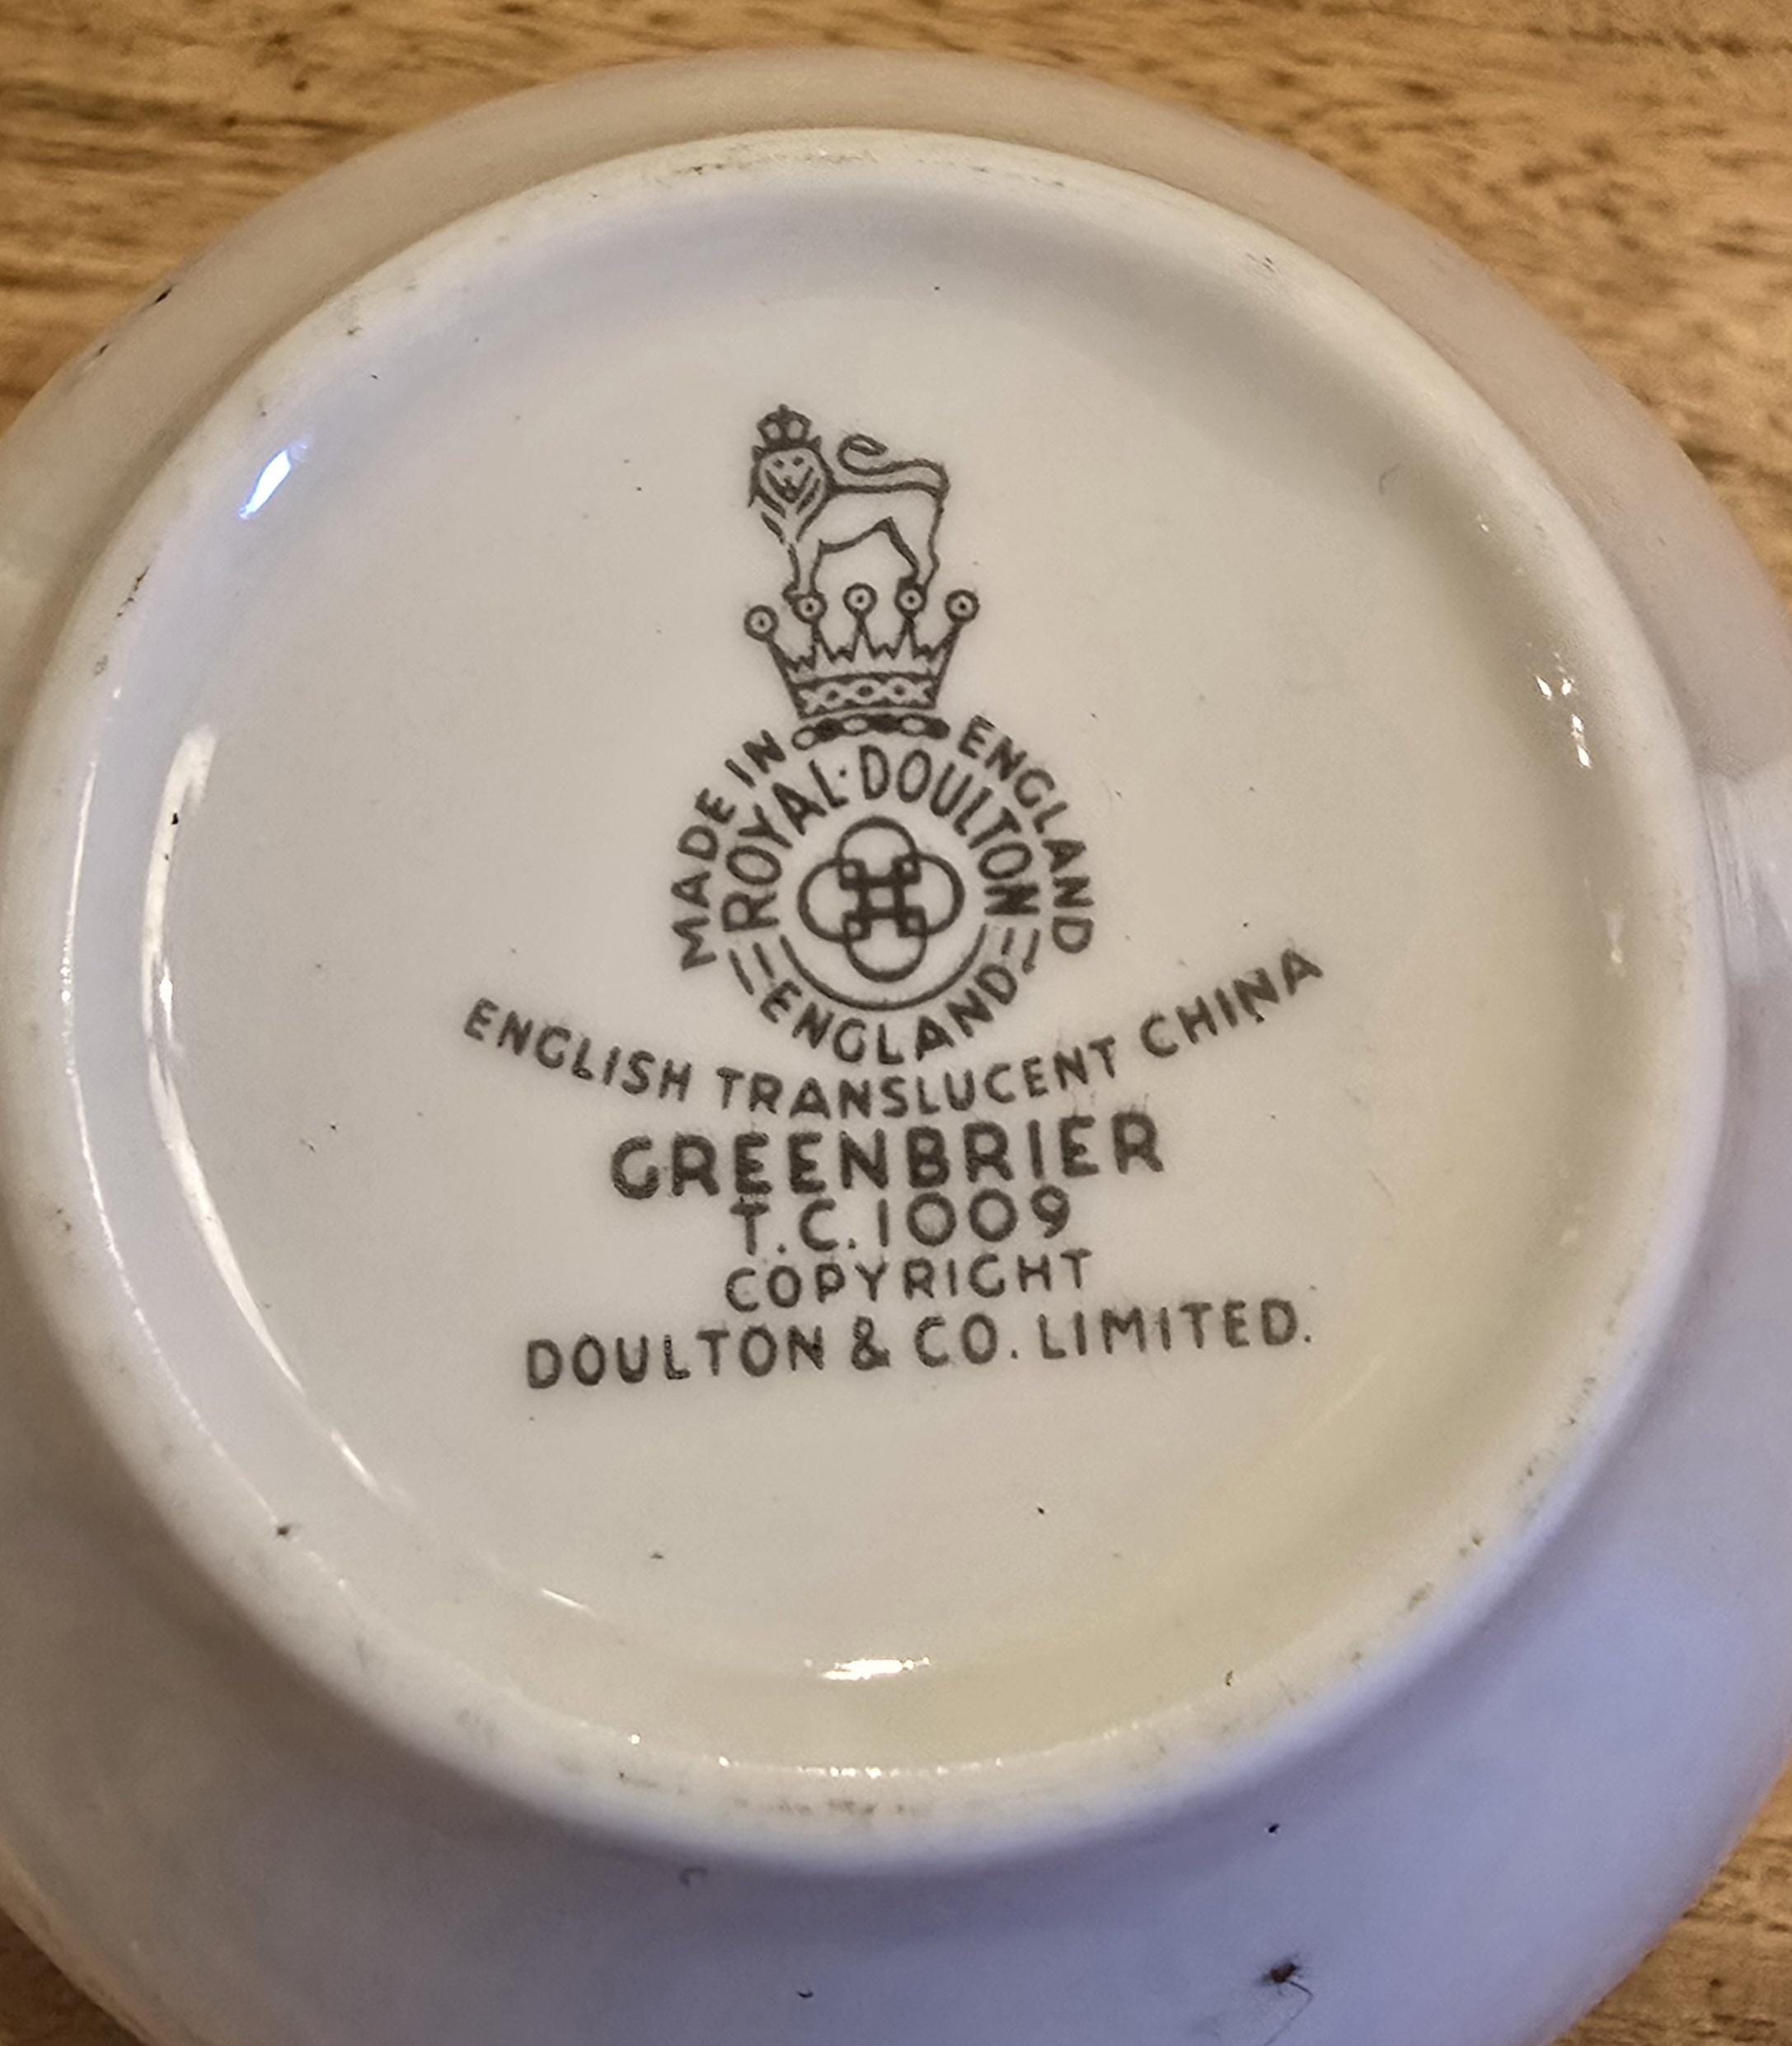 MADE IN ENGLAND
ROYAL·DOULTON
ENGLAND
ENGLISH TRANSLUCENT CHINA
GREENBRIER
T.C.1009
COPYRIGHT
DOULTON & CO. LIMITED.